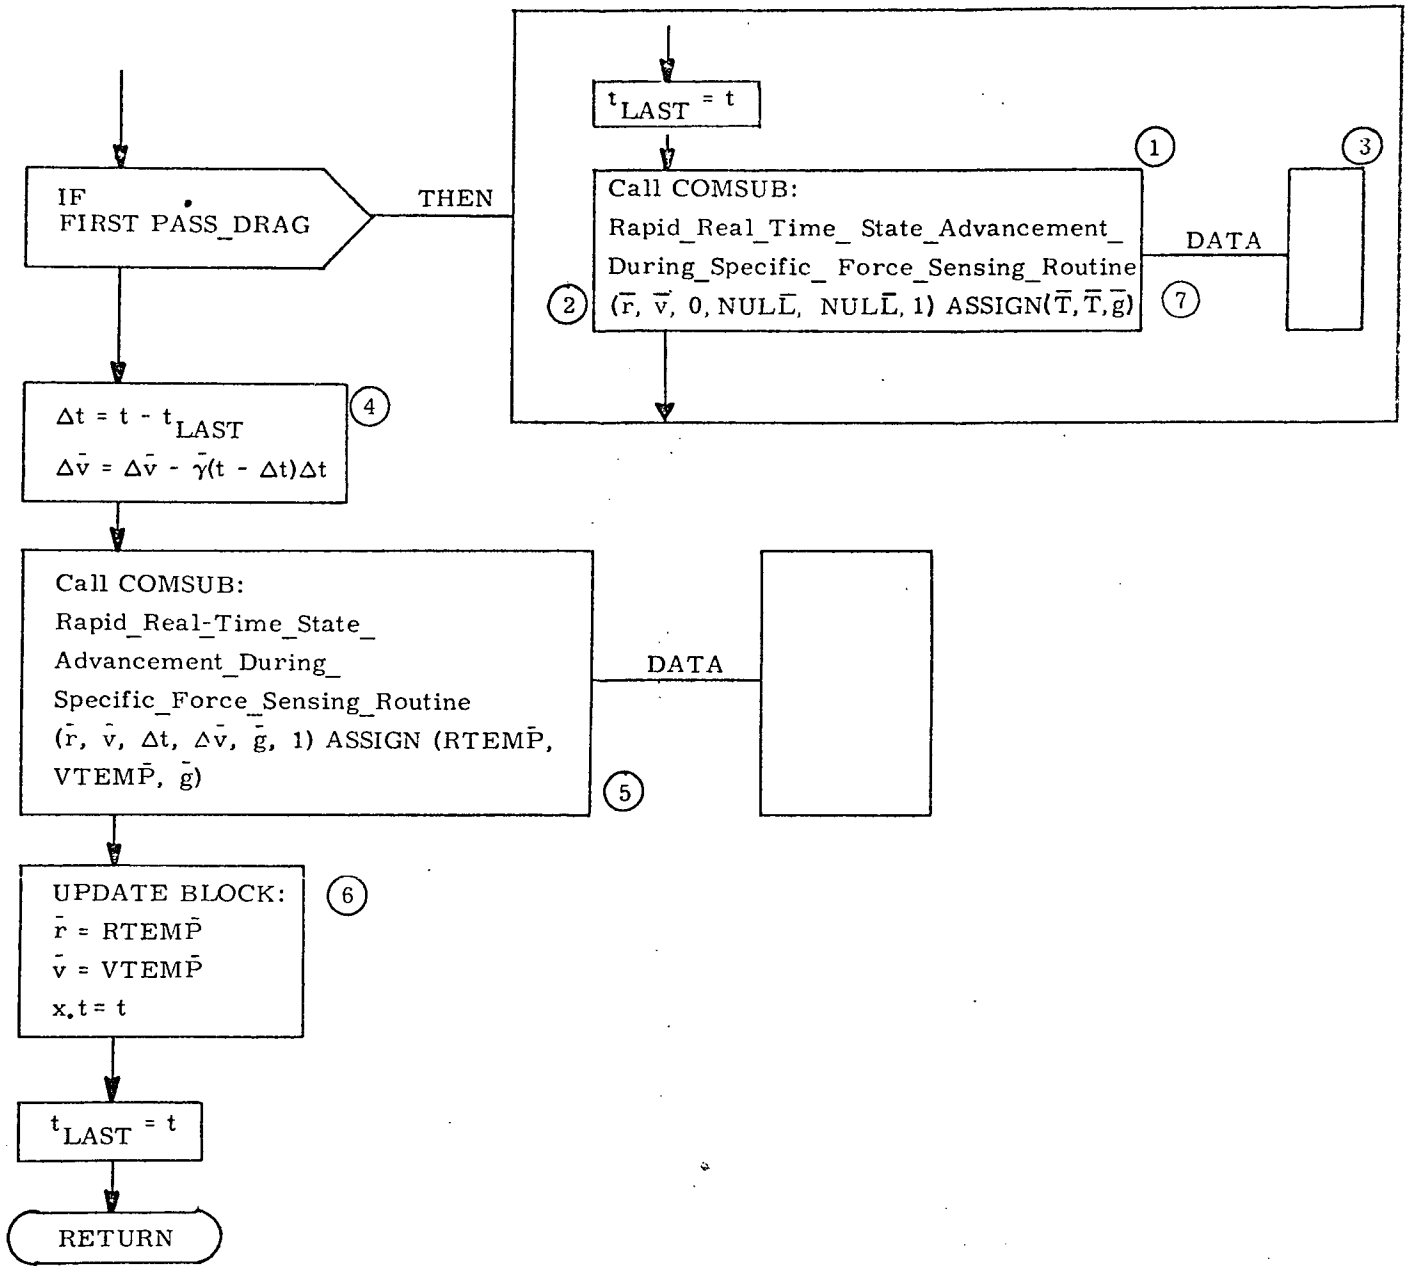 IF
FIRST PASS_DRAG
THEN
t_LAST = t
Call COMSUB:
Rapid_Real_Time_ State_Advancement_
During_Specific_ Force_Sensing_Routine
(r̄, v̄, 0, NULL̄, NULL̄, 1) ASSIGN(T̄, T̄, ḡ)
1
2
7
DATA
3
Δt = t - t_LAST
Δv̄ = Δv̄ - γ̄(t - Δt)Δt
4
Call COMSUB:
Rapid_Real-Time_State_
Advancement_During_
Specific_Force_Sensing_Routine
(r̄, v̄, Δt, Δv̄, ḡ, 1) ASSIGN (RTEMP̄,
VTEMP̄, ḡ)
5
DATA
UPDATE BLOCK:
r̄ = RTEMP̄
v̄ = VTEMP̄
x.t = t
6
t_LAST = t
RETURN